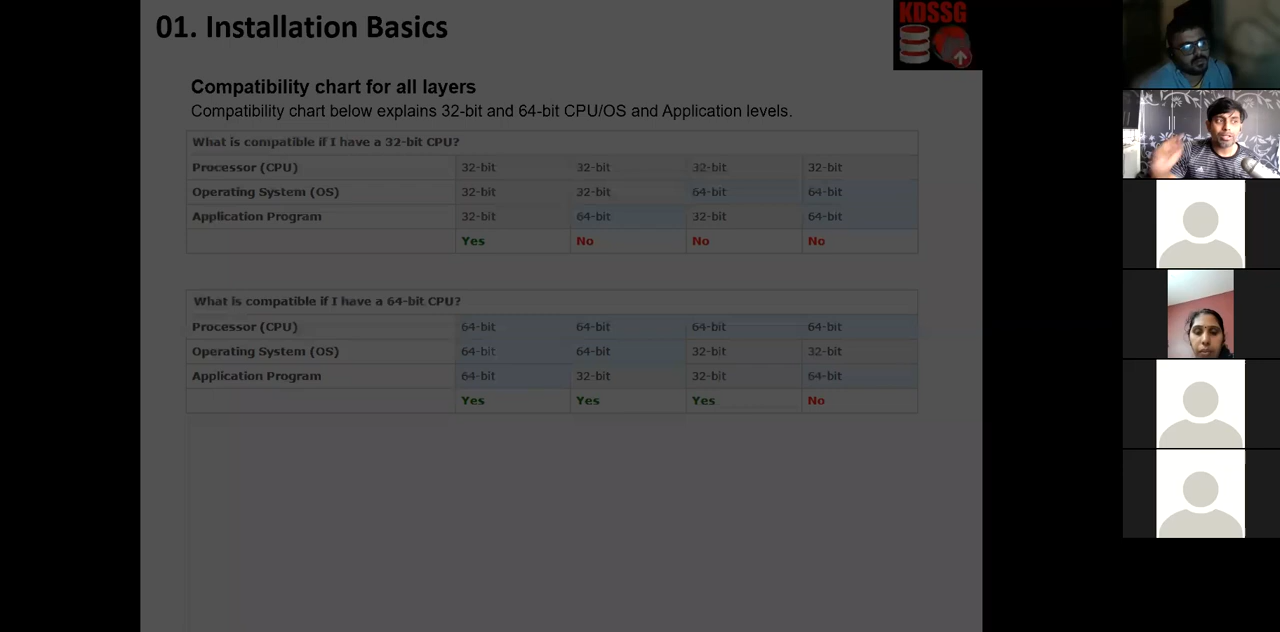 01. Installation Basics
KDSSG
Compatibility chart for all layers
Compatibility chart below explains 32-bit and 64-bit CPU/OS and Application levels.
What is compatible if I have a 32-bit CPU?
Processor (CPU) 32-bit 32-bit 32-bit 32-bit
Operating System (OS) 32-bit 32-bit 64-bit 64-bit
Application Program 32-bit 64-bit 32-bit 64-bit
Yes No No No
What is compatible if I have a 64-bit CPU?
Processor (CPU) 64-bit 64-bit 64-bit 64-bit
Operating System (OS) 64-bit 64-bit 32-bit 32-bit
Application Program 64-bit 32-bit 32-bit 64-bit
Yes Yes Yes No